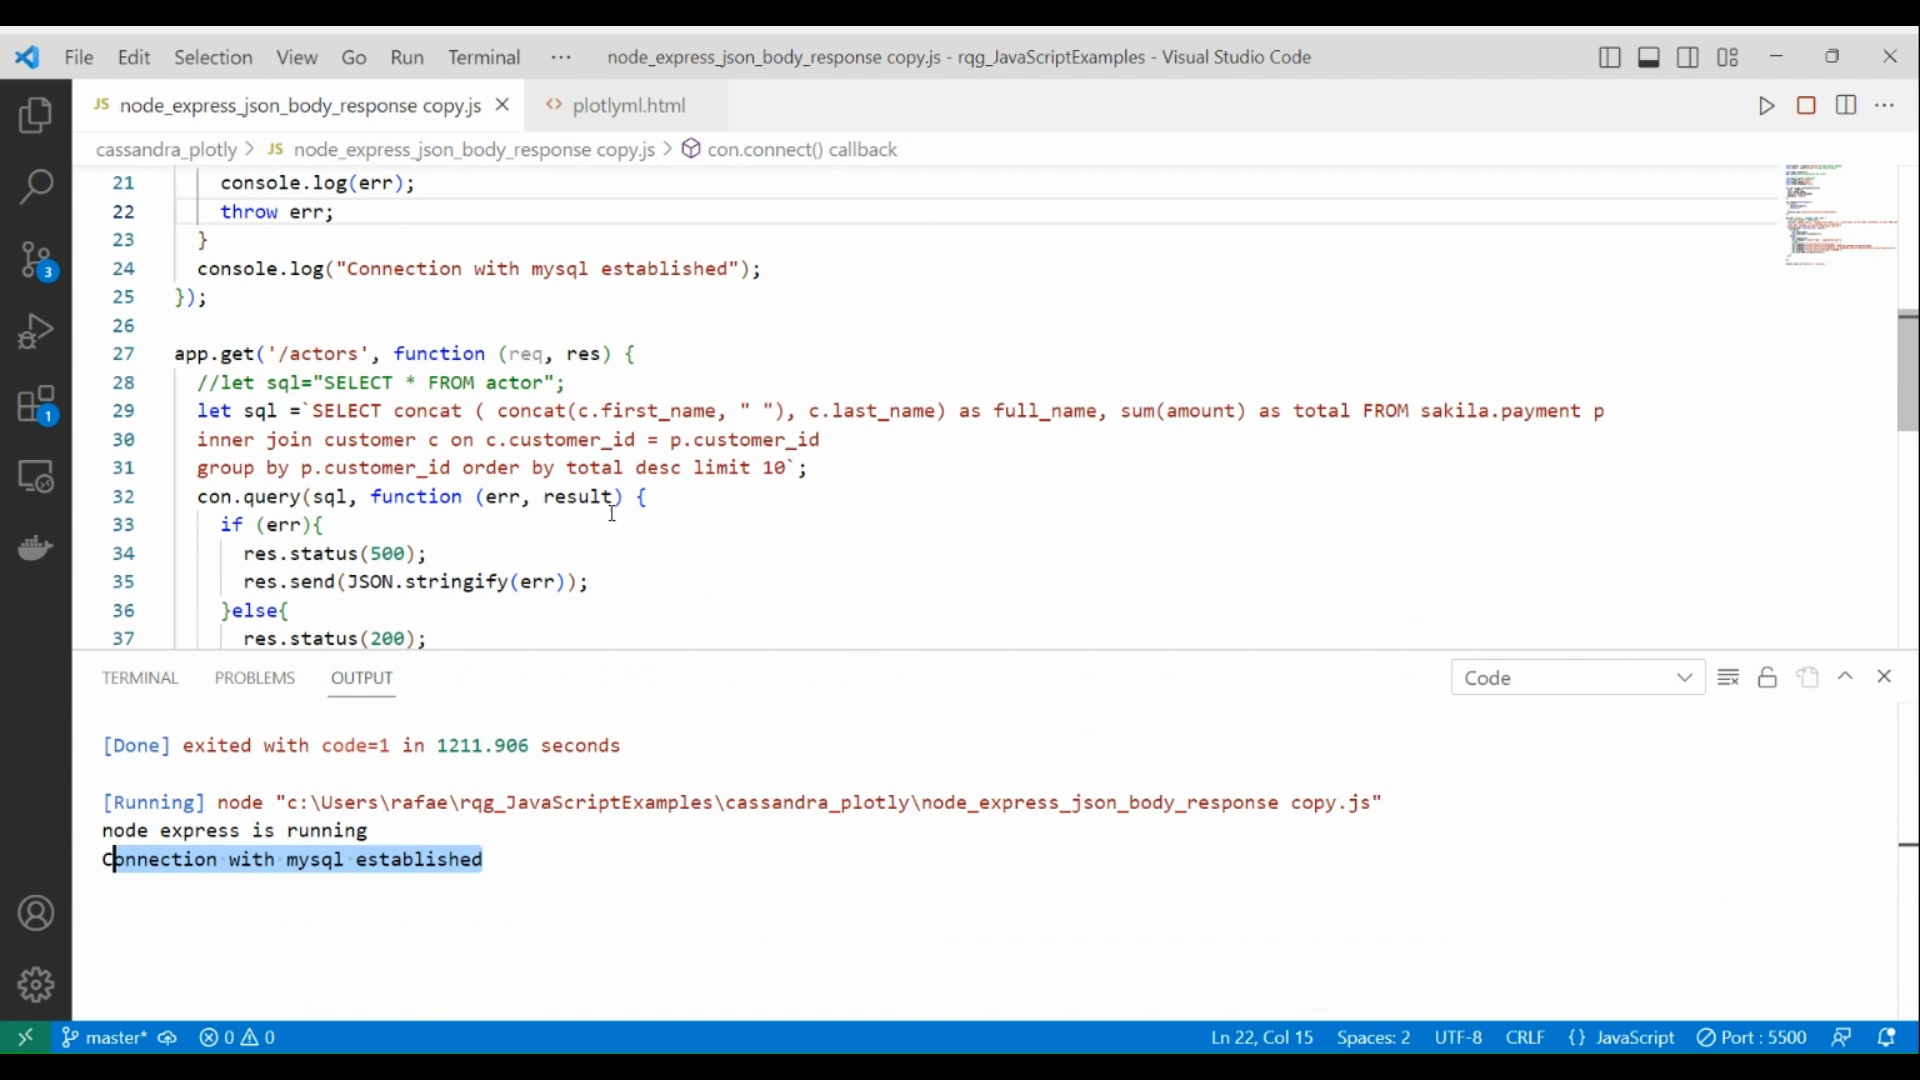 File Edit Selection View Go Run Terminal ··· node_express_json_body_response copy.js - rqg_JavaScriptExamples - Visual Studio Code
JS node_express_json_body_response copy.js plotlyml.html
cassandra_plotly > JS node_express_json_body_response copy.js > con.connect() callback
21 console.log(err);
22 throw err;
23 }
24 console.log("Connection with mysql established");
25 });
26
27 app.get('/actors', function (req, res) {
28 //let sql="SELECT * FROM actor";
29 let sql =`SELECT concat ( concat(c.first_name, " "), c.last_name) as full_name, sum(amount) as total FROM sakila.payment p
30 inner join customer c on c.customer_id = p.customer_id
31 group by p.customer_id order by total desc limit 10`;
32 con.query(sql, function (err, result) {
33 if (err){
34 res.status(500);
35 res.send(JSON.stringify(err));
36 }else{
37 res.status(200);
3
1
TERMINAL PROBLEMS OUTPUT Code
[Done] exited with code=1 in 1211.906 seconds
[Running] node "c:\Users\rafae\rqg_JavaScriptExamples\cassandra_plotly\node_express_json_body_response copy.js"
node express is running
Connection with mysql established
master* 0 0 Ln 22, Col 15 Spaces: 2 UTF-8 CRLF {} JavaScript Port : 5500